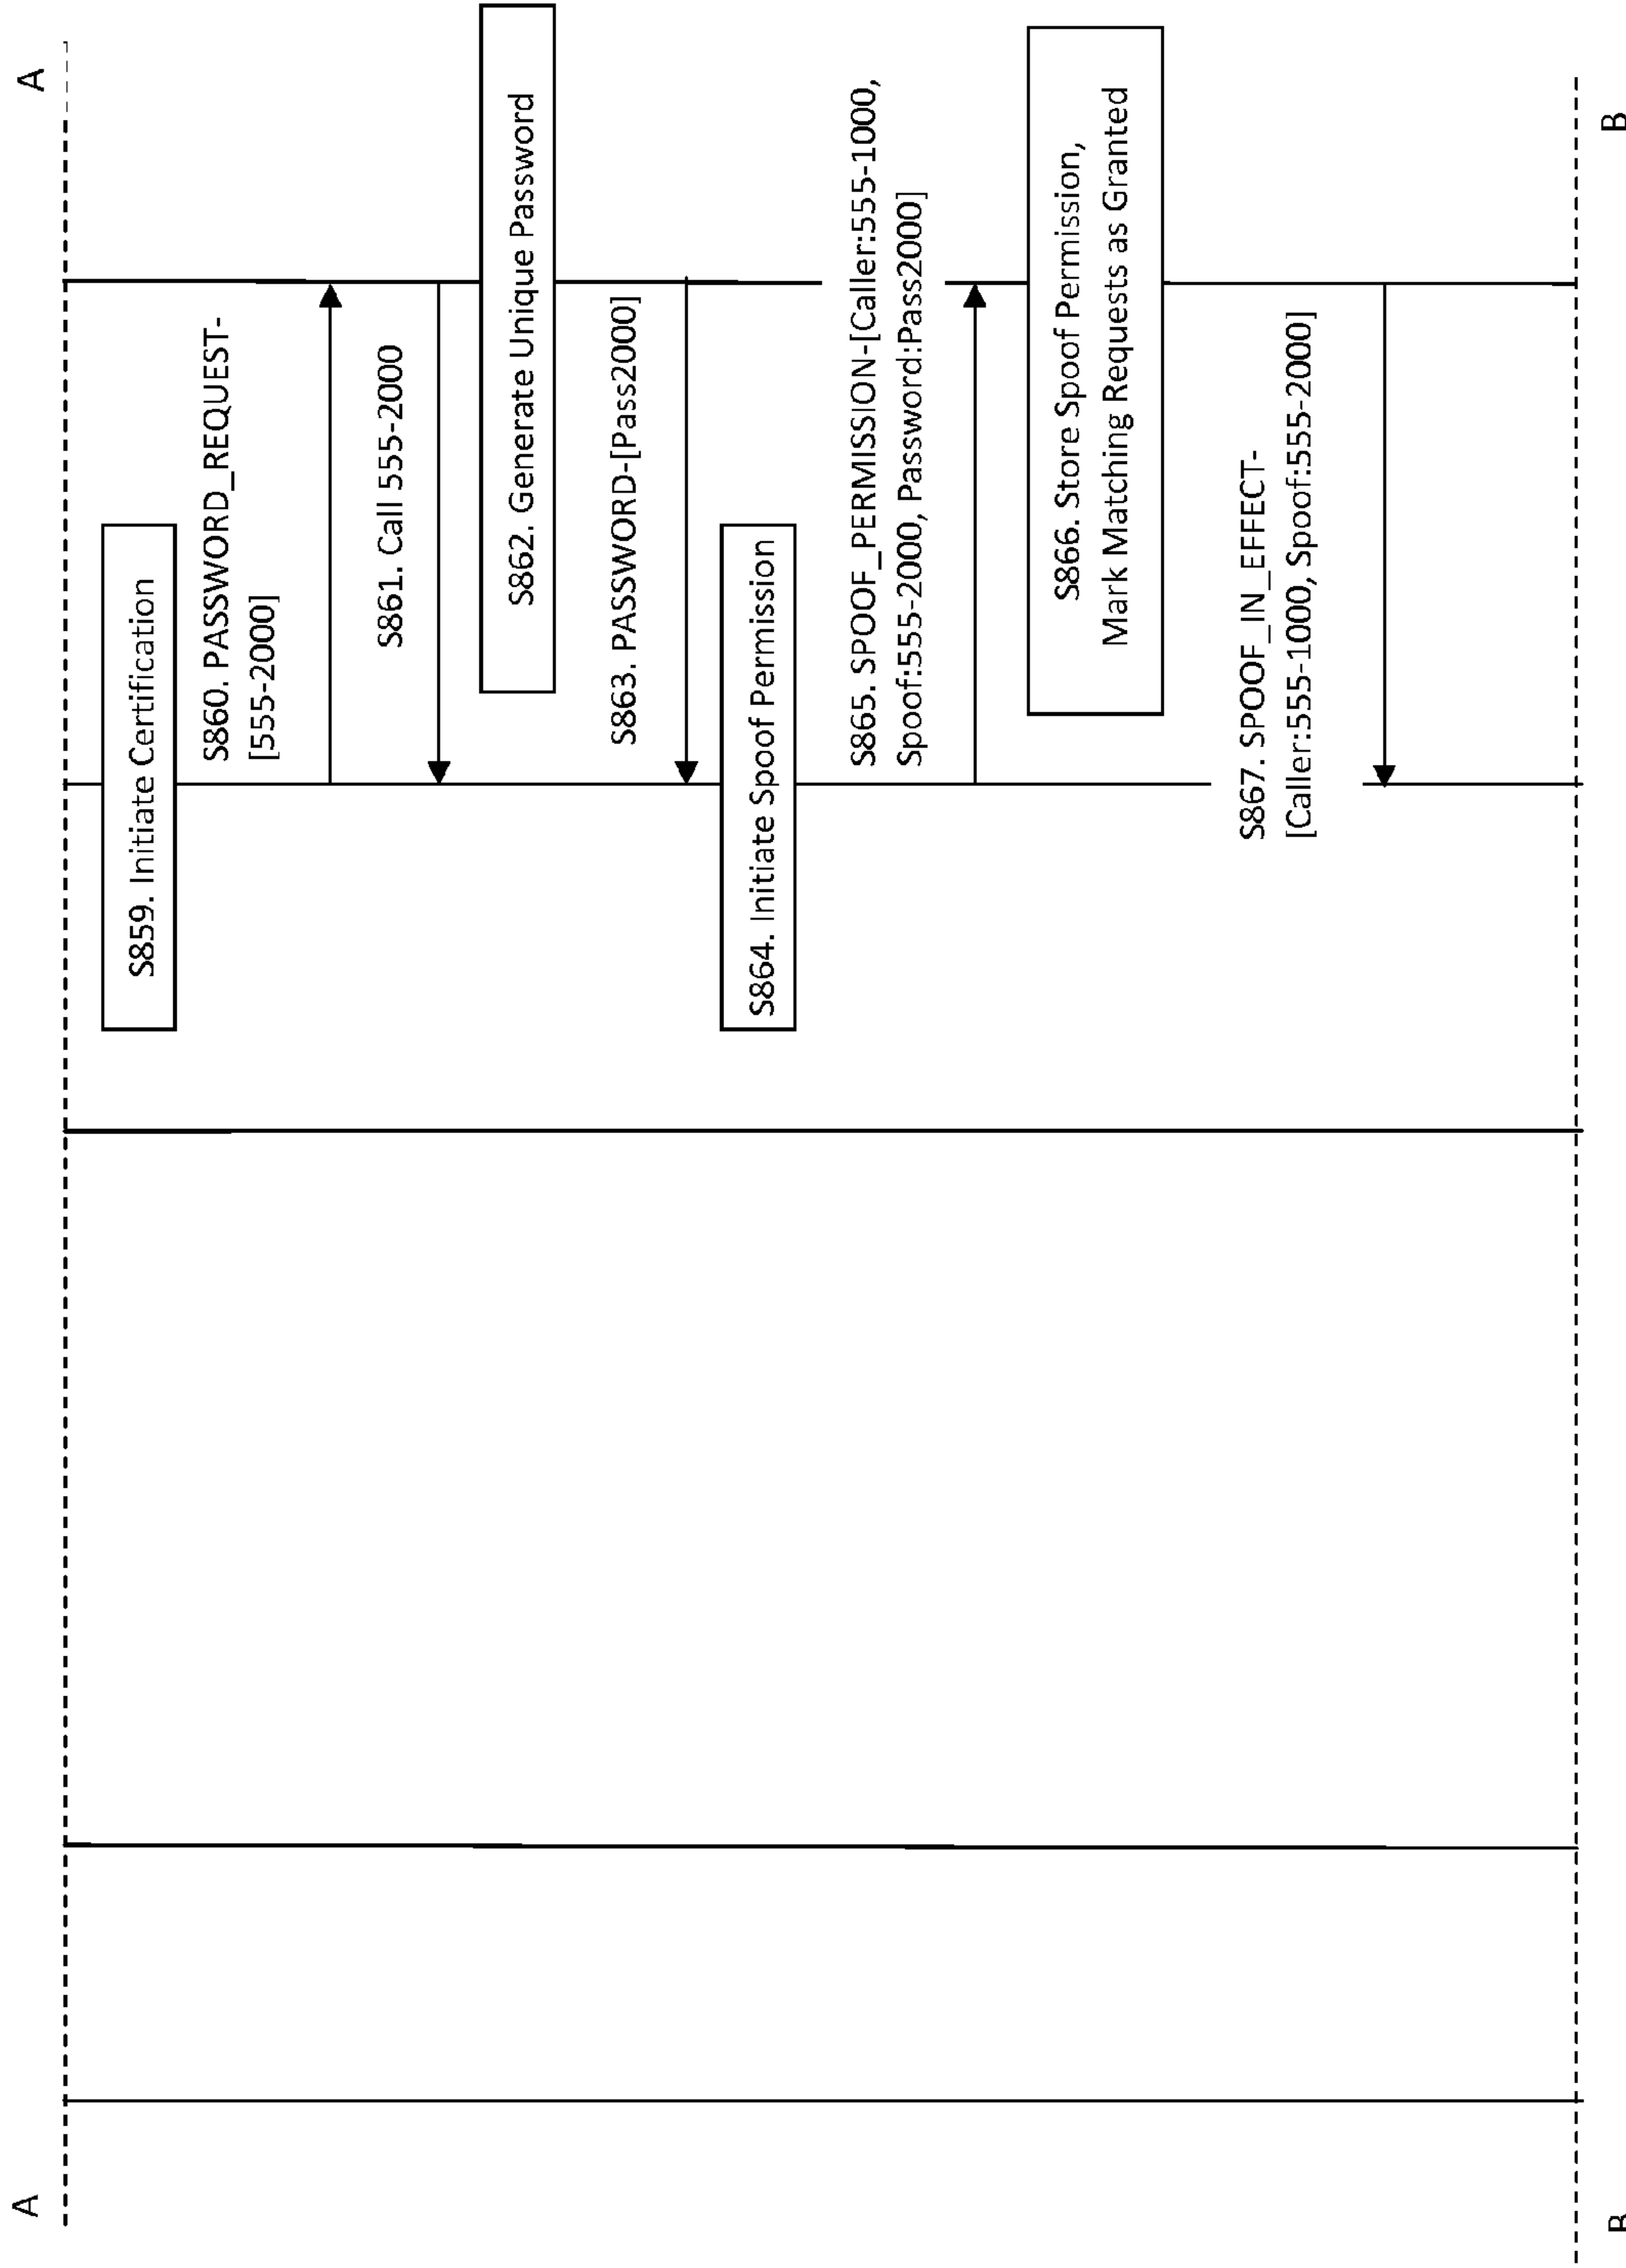 A
A
S859. Initiate Certification
S860. PASSWORD_REQUEST-
[555-2000]
S861. Call 555-2000
S862. Generate Unique Password
S863. PASSWORD-[Pass2000]
S864. Initiate Spoof Permission
S865. SPOOF_PERMISSION-[Caller:555-1000,
Spoof:555-2000, Password:Pass2000]
S866. Store Spoof Permission,
Mark Matching Requests as Granted
S867. SPOOF_IN_EFFECT-
[Caller:555-1000, Spoof:555-2000]
B
B